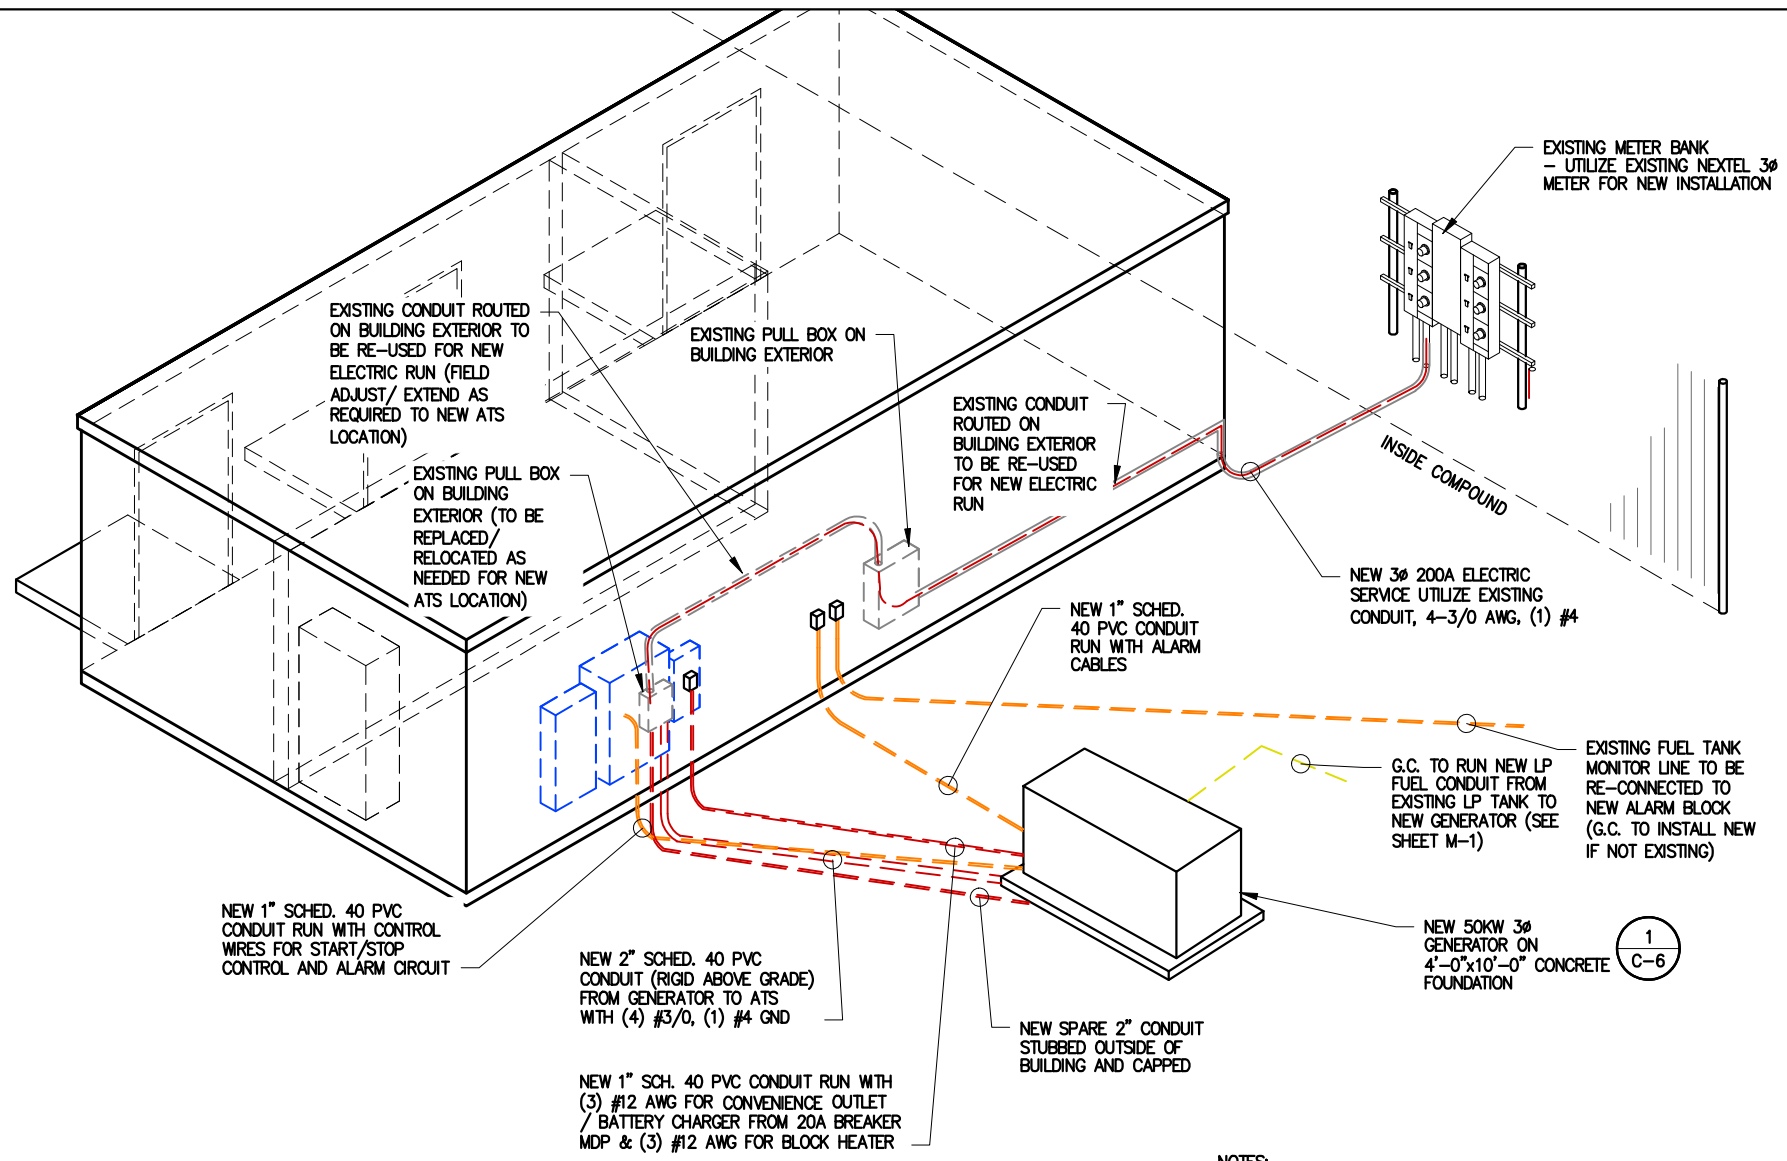 EXISTING METER BANK
– UTILIZE EXISTING NEXTEL 3ø
METER FOR NEW INSTALLATION
EXISTING CONDUIT ROUTED
ON BUILDING EXTERIOR TO
BE RE–USED FOR NEW
ELECTRIC RUN (FIELD
ADJUST/ EXTEND AS
REQUIRED TO NEW ATS
LOCATION)
EXISTING PULL BOX ON
BUILDING EXTERIOR
EXISTING CONDUIT
ROUTED ON
BUILDING EXTERIOR
TO BE RE–USED
FOR NEW ELECTRIC
RUN
INSIDE COMPOUND
EXISTING PULL BOX
ON BUILDING
EXTERIOR (TO BE
REPLACED/
RELOCATED AS
NEEDED FOR NEW
ATS LOCATION)
NEW 3ø 200A ELECTRIC
SERVICE UTILIZE EXISTING
CONDUIT, 4–3/0 AWG, (1) #4
NEW 1" SCHED.
40 PVC CONDUIT
RUN WITH ALARM
CABLES
G.C. TO RUN NEW LP
FUEL CONDUIT FROM
EXISTING LP TANK TO
NEW GENERATOR (SEE
SHEET M–1)
EXISTING FUEL TANK
MONITOR LINE TO BE
RE–CONNECTED TO
NEW ALARM BLOCK
(G.C. TO INSTALL NEW
IF NOT EXISTING)
NEW 1" SCHED. 40 PVC
CONDUIT RUN WITH CONTROL
WIRES FOR START/STOP
CONTROL AND ALARM CIRCUIT
NEW 2" SCHED. 40 PVC
CONDUIT (RIGID ABOVE GRADE)
FROM GENERATOR TO ATS
WITH (4) #3/0, (1) #4 GND
NEW 50KW 3ø
GENERATOR ON
4'–0"x10'–0" CONCRETE
FOUNDATION
1
C–6
NEW SPARE 2" CONDUIT
STUBBED OUTSIDE OF
BUILDING AND CAPPED
NEW 1" SCH. 40 PVC CONDUIT RUN WITH
(3) #12 AWG FOR CONVENIENCE OUTLET
/ BATTERY CHARGER FROM 20A BREAKER
MDP & (3) #12 AWG FOR BLOCK HEATER
NOTES: